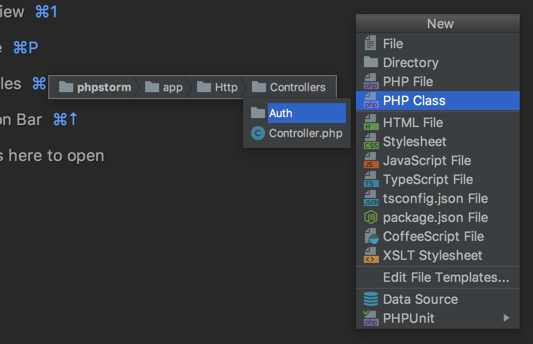 iew ⌘1
e ⌘P
les ⌘
phpstorm app Http Controllers
Auth
Controller.php
on Bar ⌘↑
s here to open
New
File
Directory
PHP File
PHP Class
HTML File
Stylesheet
JavaScript File
TypeScript File
tsconfig.json File
package.json File
CoffeeScript File
XSLT Stylesheet
Edit File Templates...
Data Source
PHPUnit